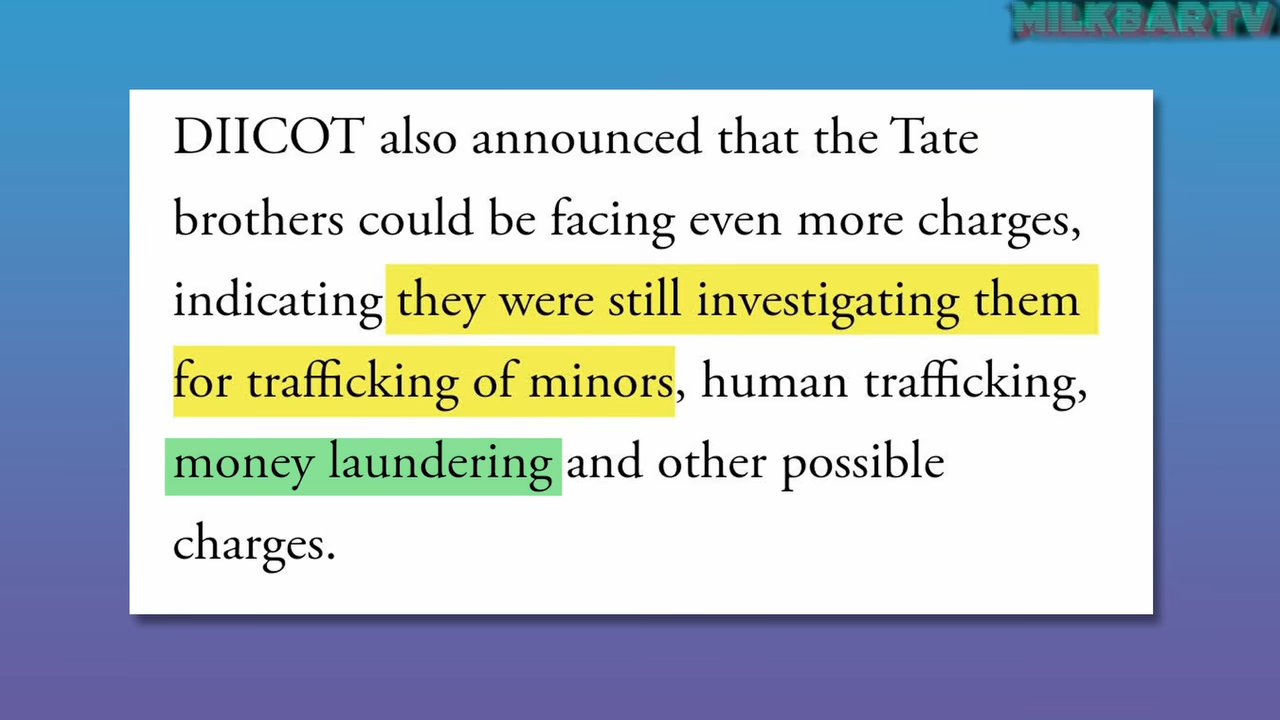 MILKBARTV
DIICOT also announced that the Tate
brothers could be facing even more charges,
indicating they were still investigating them
for trafficking of minors, human trafficking,
money laundering and other possible
charges.